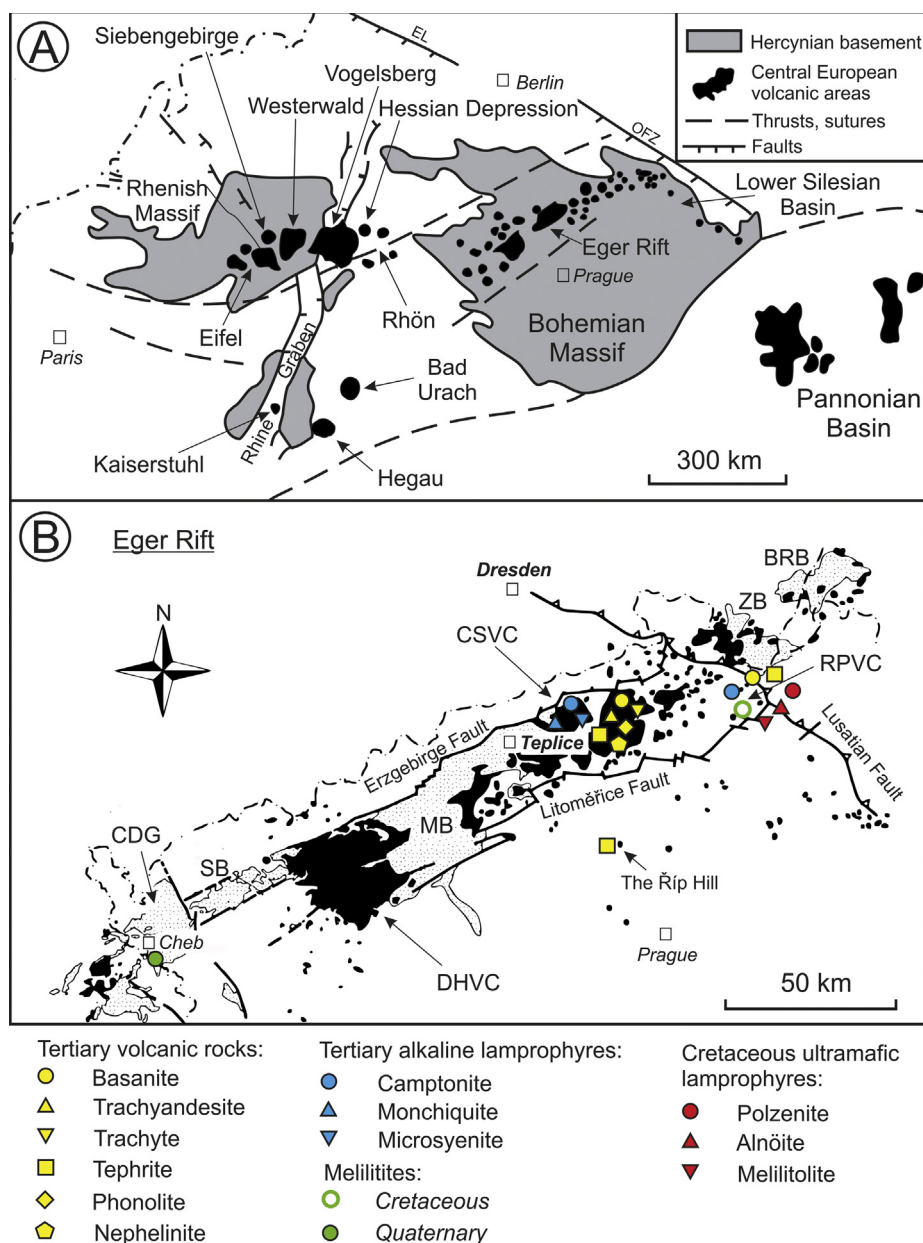 A
Siebengebirge
Westerwald
Vogelsberg
Hessian Depression
EL
Berlin
OFZ
Hercynian basement
Central European
volcanic areas
Thrusts, sutures
Faults
Rhenish
Massif
Lower Silesian
Basin
Eger Rift
Prague
Paris
Eifel
Rhön
Bohemian
Massif
Rhine Graben
Bad
Urach
Kaiserstuhl
Hegau
Pannonian
Basin
300 km
B
Eger Rift
N
Dresden
BRB
ZB
CSVC
RPVC
Erzgebirge Fault
Teplice
Litoměřice Fault
Lusatian Fault
CDG
SB
MB
The Říp Hill
Cheb
Prague
DHVC
50 km
Tertiary volcanic rocks:
Basanite
Trachyandesite
Trachyte
Tephrite
Phonolite
Nephelinite
Tertiary alkaline lamprophyres:
Camptonite
Monchiquite
Microsyenite
Melilitites:
Cretaceous
Quaternary
Cretaceous ultramafic
lamprophyres:
Polzenite
Alnöite
Melilitolite